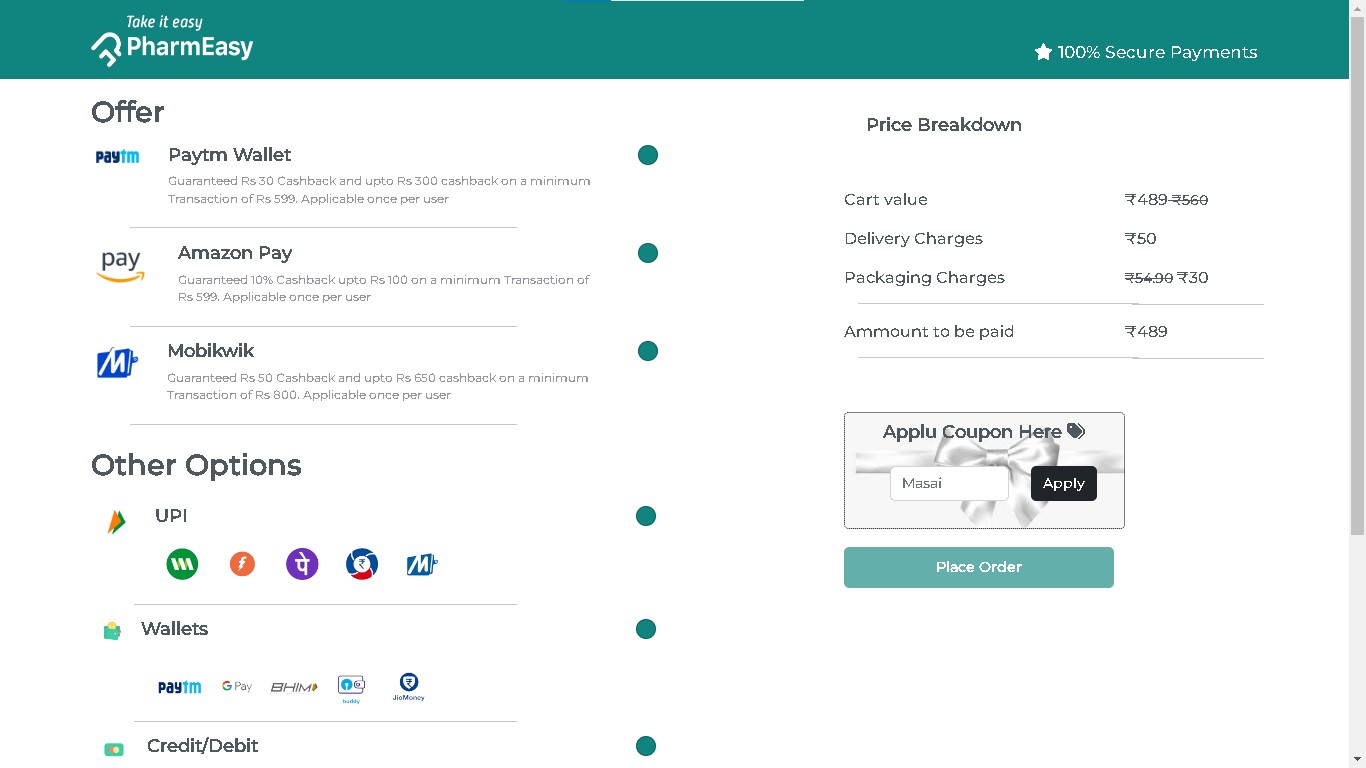 Take it easy
PharmEasy
100% Secure Payments
Offer
paytm
Paytm Wallet
Guaranteed Rs 30 Cashback and upto Rs 300 cashback on a minimum
Transaction of Rs 599. Applicable once per user
pay
Amazon Pay
Guaranteed 10% Cashback upto Rs 100 on a minimum Transaction of
Rs 599. Applicable once per user
Mobikwik
Guaranteed Rs 50 Cashback and upto Rs 650 cashback on a minimum
Transaction of Rs 800. Applicable once per user
Other Options
UPI
पे
₹
Wallets
paytm
G Pay
BHIM
buddy
₹
JioMoney
Credit/Debit
Price Breakdown
Cart value ₹489 ₹560
Delivery Charges ₹50
Packaging Charges ₹54.90 ₹30
Ammount to be paid ₹489
Applu Coupon Here
Masai
Apply
Place Order